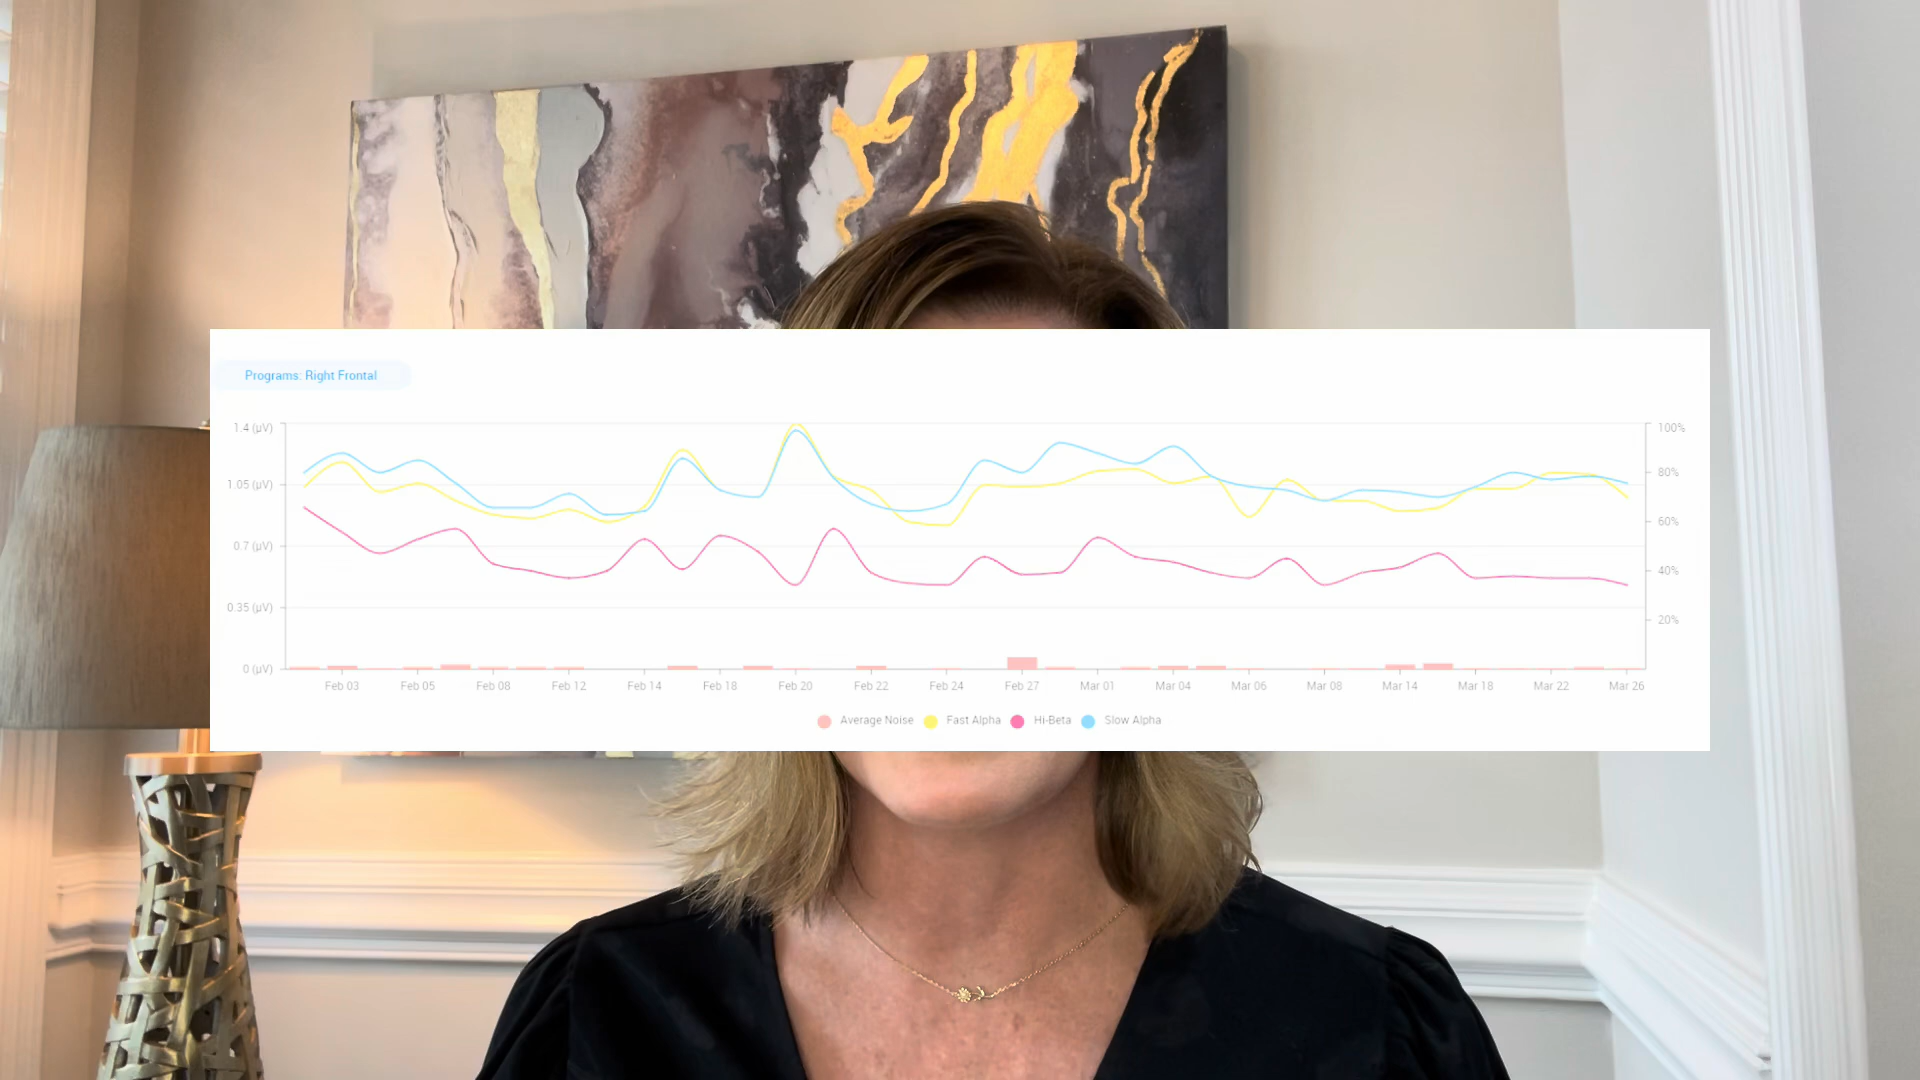 Programs: Right Frontal
1.4 (μV)
1.05 (μV)
0.7 (μV)
0.35 (μV)
0 (μV)
100%
80%
60%
40%
20%
Feb 03 Feb 05 Feb 08 Feb 12 Feb 14 Feb 18 Feb 20 Feb 22 Feb 24 Feb 27 Mar 01 Mar 04 Mar 06 Mar 08 Mar 14 Mar 18 Mar 22 Mar 26
Average Noise Fast Alpha Hi-Beta Slow Alpha